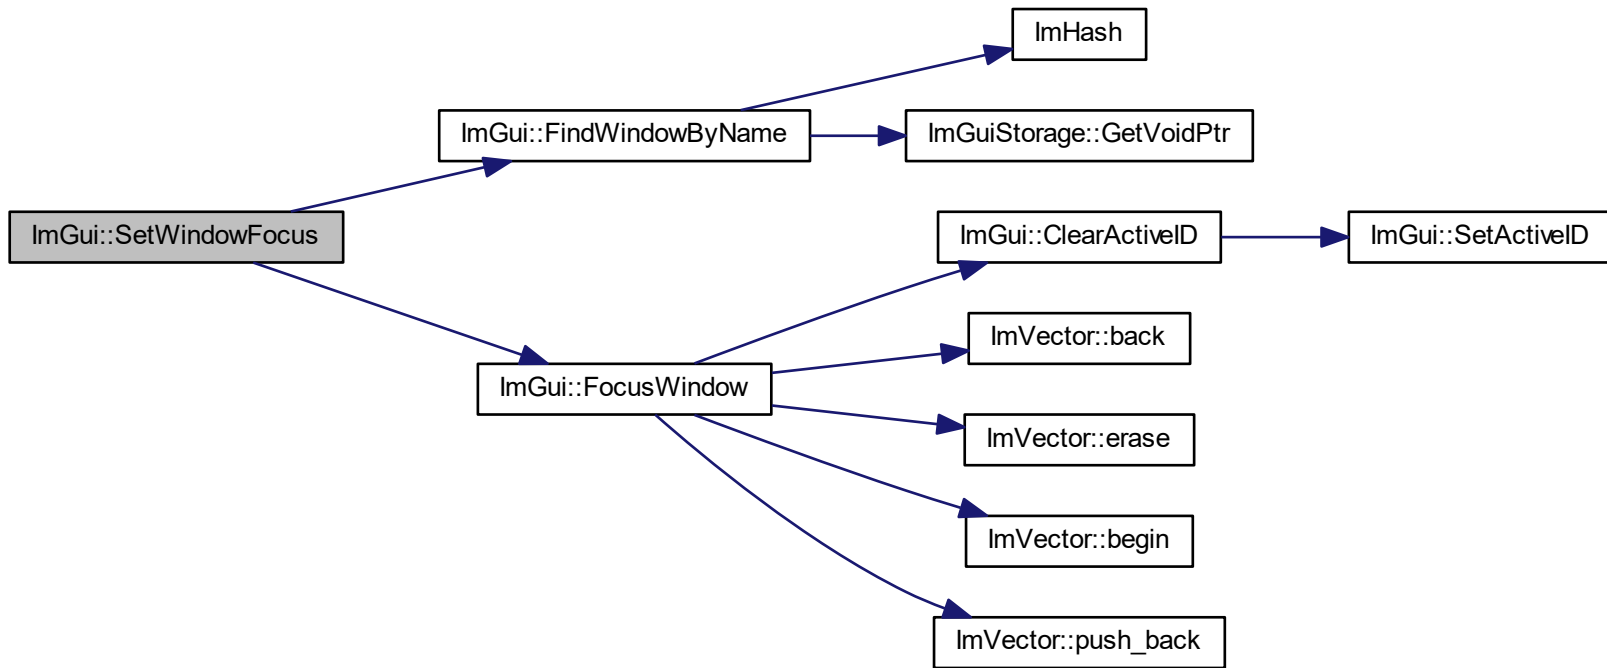 ImHash
ImGui::FindWindowByName
ImGuiStorage::GetVoidPtr
ImGui::SetWindowFocus
ImGui::ClearActiveID
ImGui::SetActiveID
ImVector::back
ImGui::FocusWindow
ImVector::erase
ImVector::begin
ImVector::push_back